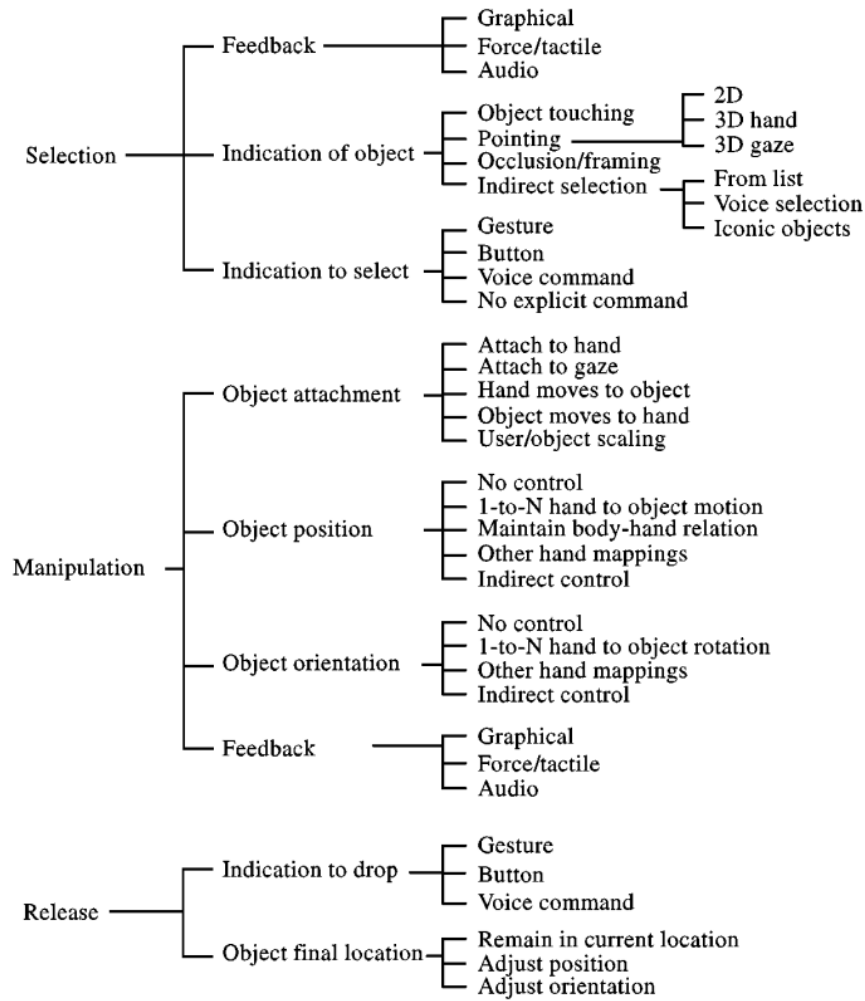 Selection
Feedback
Graphical
Force/tactile
Audio
Indication of object
Object touching
Pointing
2D
3D hand
3D gaze
Occlusion/framing
Indirect selection
From list
Voice selection
Iconic objects
Indication to select
Gesture
Button
Voice command
No explicit command
Manipulation
Object attachment
Attach to hand
Attach to gaze
Hand moves to object
Object moves to hand
User/object scaling
Object position
No control
1-to-N hand to object motion
Maintain body-hand relation
Other hand mappings
Indirect control
Object orientation
No control
1-to-N hand to object rotation
Other hand mappings
Indirect control
Feedback
Graphical
Force/tactile
Audio
Release
Indication to drop
Gesture
Button
Voice command
Object final location
Remain in current location
Adjust position
Adjust orientation